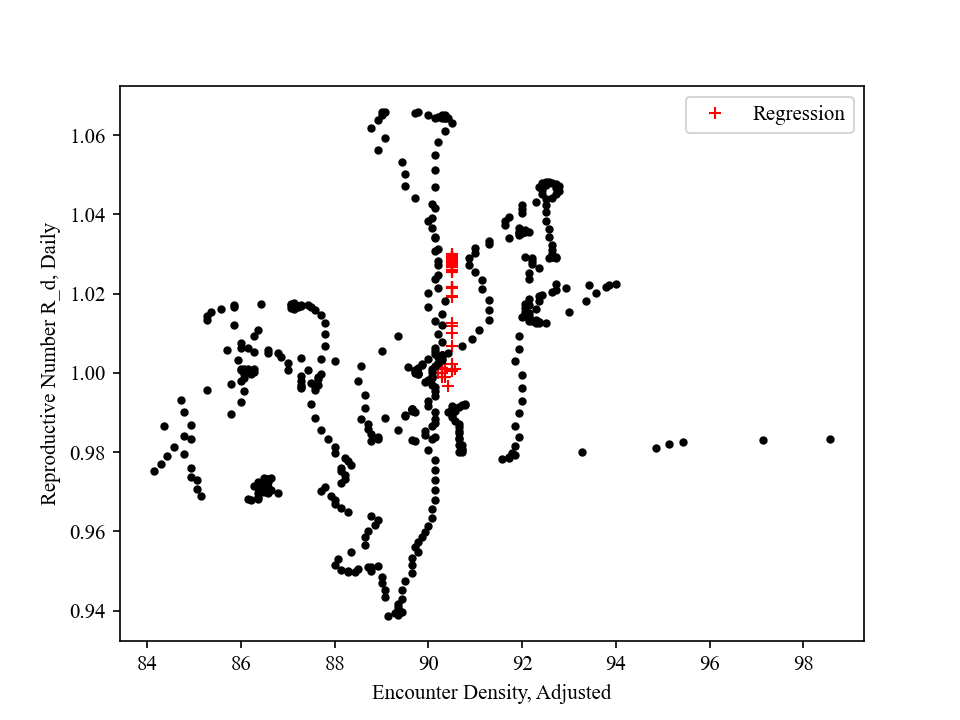 Regression
1.06
1.04
1.02
1.00
0.98
0.96
0.94
Reproductive Number R_d, Daily
84 86 88 90 92 94 96 98
Encounter Density, Adjusted